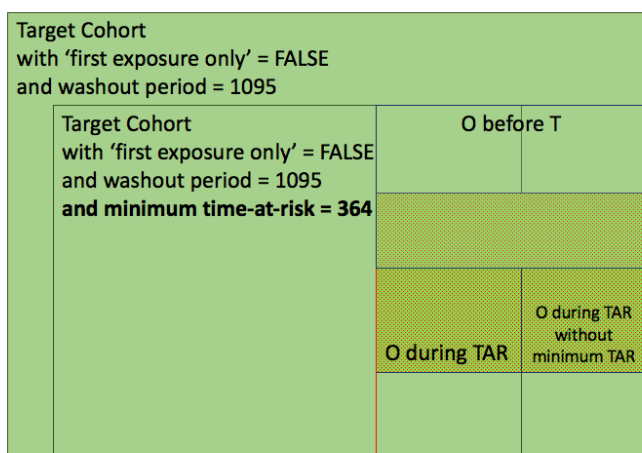 Target Cohort
with ‘first exposure only’ = FALSE
and washout period = 1095
Target Cohort
with ‘first exposure only’ = FALSE
and washout period = 1095
and minimum time-at-risk = 364
O before T
O during TAR
O during TAR
without
minimum TAR